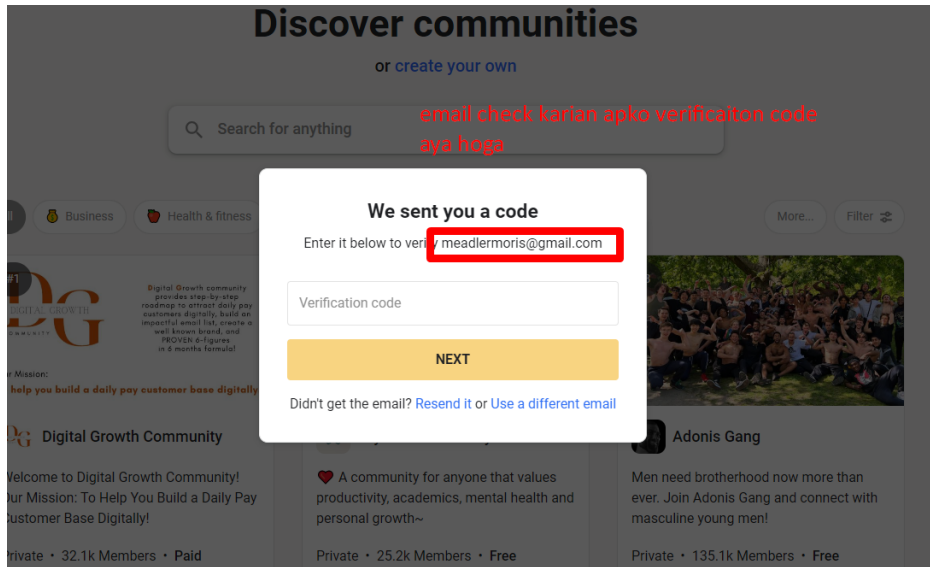 Discover communities
or create your own
Search for anything
email check karian apko verificaiton code
aya hoga
Business
Health & fitness
More...
Filter
We sent you a code
Enter it below to verify meadlermoris@gmail.com
Verification code
NEXT
Didn't get the email? Resend it or Use a different email
#1
DIGITAL GROWTH
COMMUNITY
Digital Growth community
provides step-by-step
roadmap to attract daily pay
customers digitally, build an
impactful email list, create a
well known brand, and
PROVEN 6-figures
in 6 months formula!
Mission:
help you build a daily pay customer base digitally
Digital Growth Community
Welcome to Digital Growth Community!
Our Mission: To Help You Build a Daily Pay
Customer Base Digitally!
Private • 32.1k Members • Paid
A community for anyone that values
productivity, academics, mental health and
personal growth~
Private • 25.2k Members • Free
Adonis Gang
Men need brotherhood now more than
ever. Join Adonis Gang and connect with
masculine young men!
Private • 135.1k Members • Free